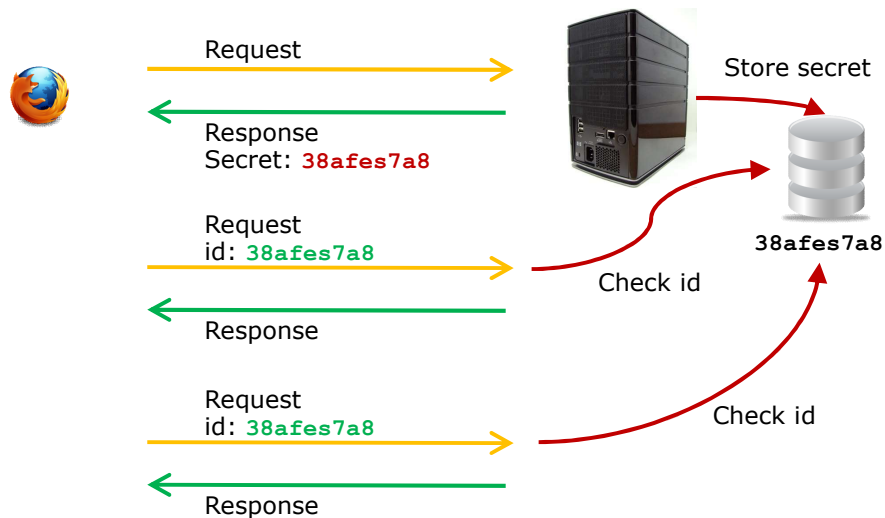 Request
Store secret
Response
Secret: 38afes7a8
Request
id: 38afes7a8
38afes7a8
Check id
Response
Request
id: 38afes7a8
Check id
Response